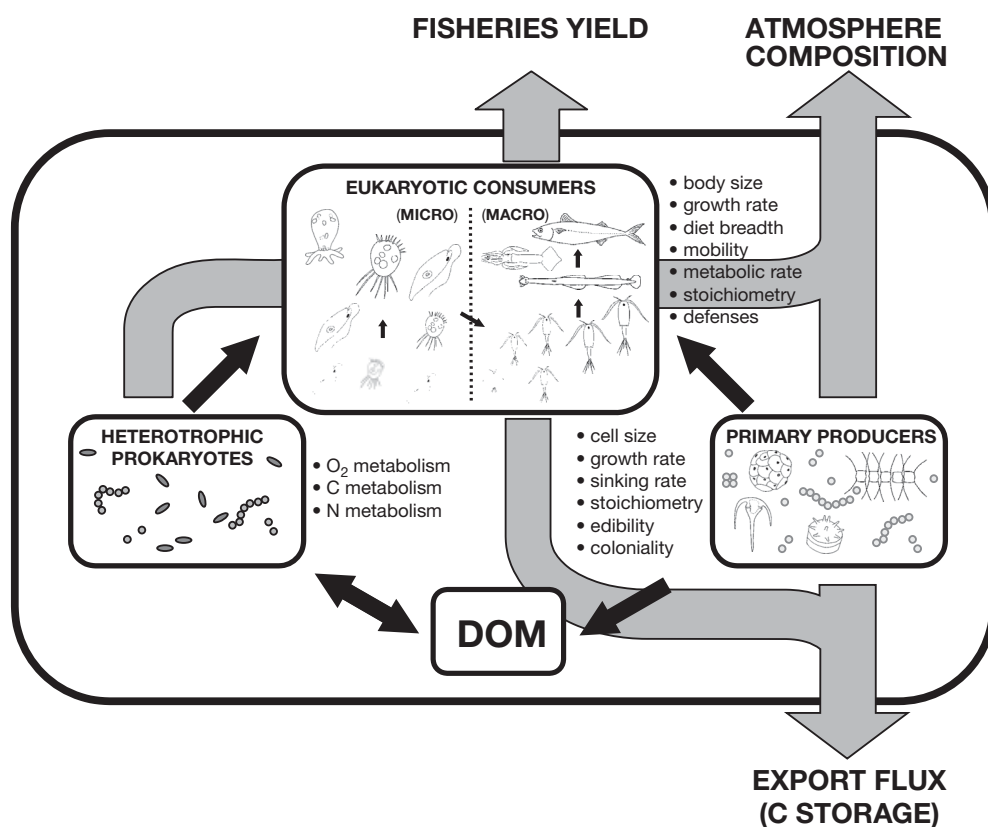 FISHERIES YIELD
ATMOSPHERE
COMPOSITION
EUKARYOTIC CONSUMERS
(MICRO)
(MACRO)
• body size
• growth rate
• diet breadth
• mobility
• metabolic rate
• stoichiometry
• defenses
HETEROTROPHIC
PROKARYOTES
• O₂ metabolism
• C metabolism
• N metabolism
• cell size
• growth rate
• sinking rate
• stoichiometry
• edibility
• coloniality
PRIMARY PRODUCERS
DOM
EXPORT FLUX
(C STORAGE)